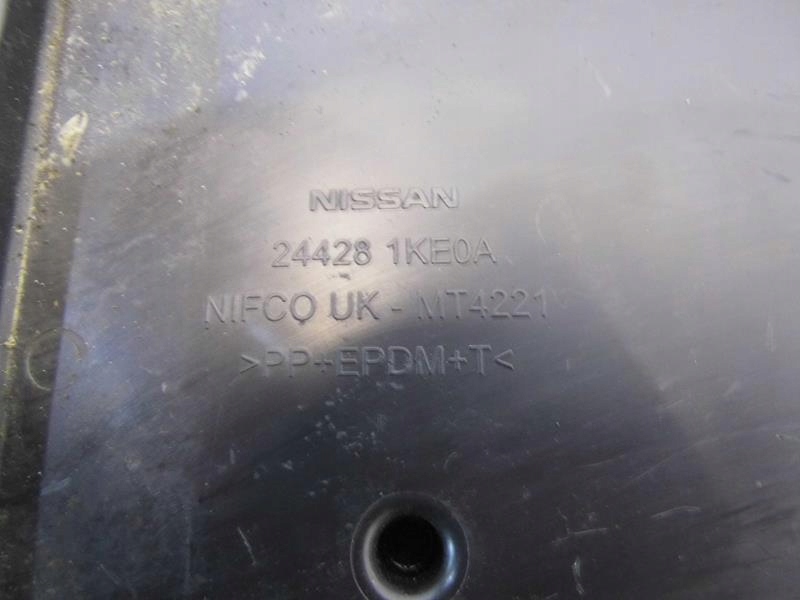 NISSAN
24428 1KE0A
NIFCO UK - MT4221
>PP+EPDM+T<